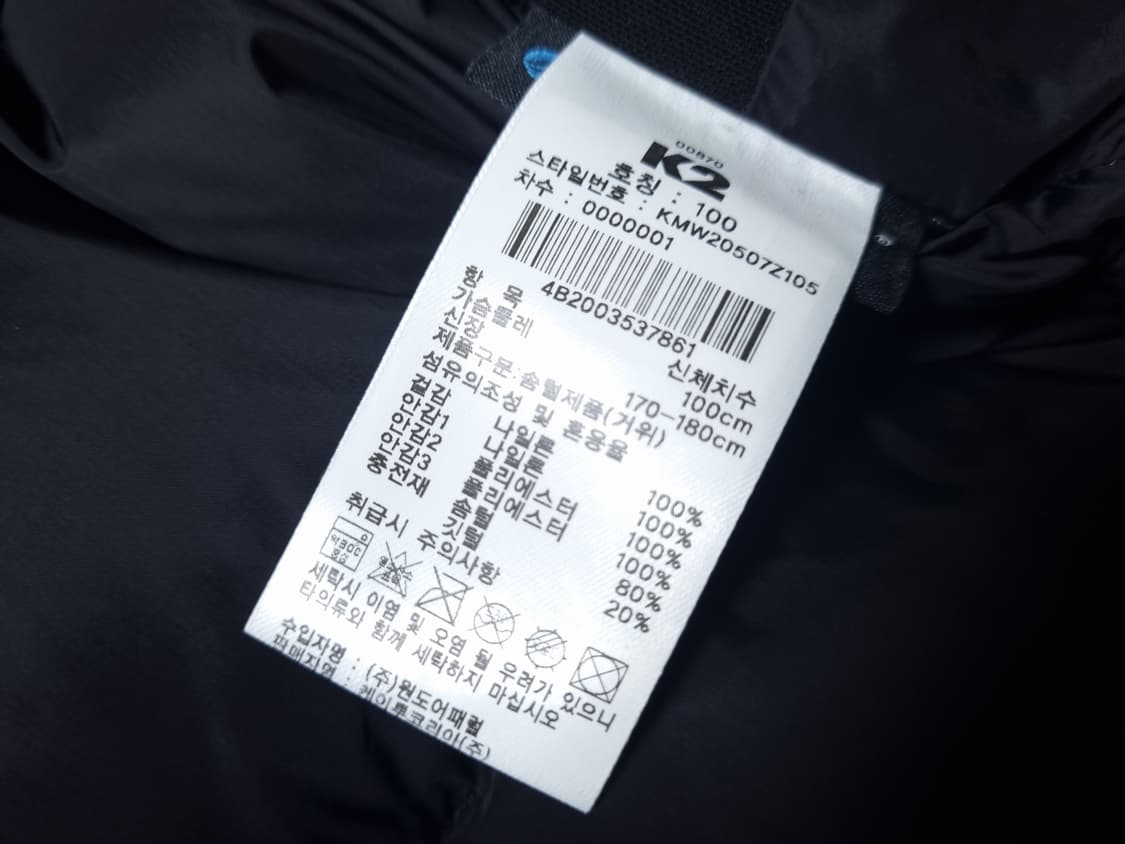 00870
K2
호칭 : 100
스타일번호 : KMW20507Z105
차수 : 0000001
4B2003537861
항 목 신체치수
가슴둘레 100cm
신장 170-180cm
제품구분:솜털제품(거위)
섬유의조성 및 혼용율
겉감 나일론 100%
안감1 나일론 100%
안감2 폴리에스터 100%
안감3 폴리에스터 100%
충전재 솜털 80%
깃털 20%
취급시 주의사항
세탁시 이염 및 오염 될 우려가 있으니
타의류와 함께 세탁하지 마십시오
수입자명 : (주)원도어패럴
판매자명 : 케이투코리아(주)